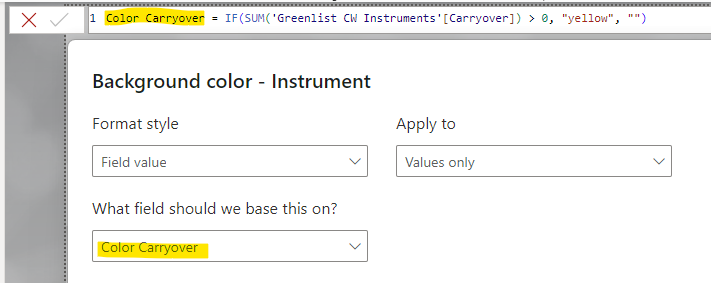 1 Color Carryover = IF(SUM('Greenlist CW Instruments'[Carryover]) > 0, "yellow", "")
Background color - Instrument
Format style
Apply to
Field value
Values only
What field should we base this on?
Color Carryover